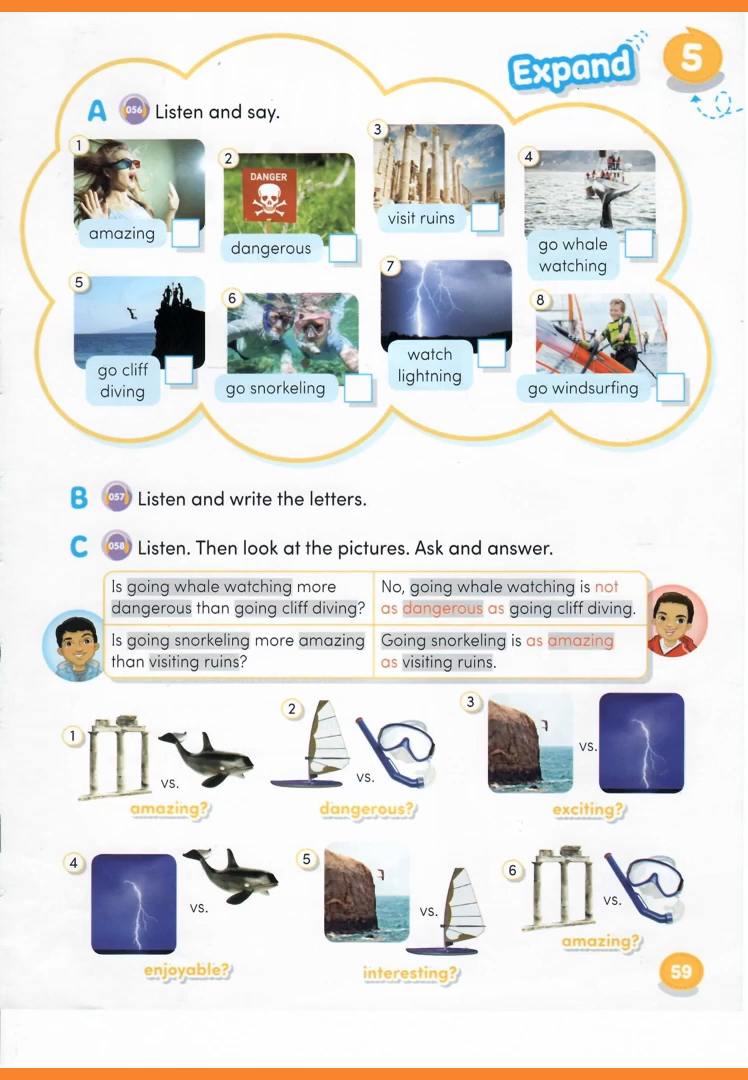 Expand
5
A 056 Listen and say.
1
amazing
2
DANGER
dangerous
3
visit ruins
4
go whale
watching
5
go cliff
diving
6
go snorkeling
7
watch
lightning
8
go windsurfing
B 057 Listen and write the letters.
C 058 Listen. Then look at the pictures. Ask and answer.
Is going whale watching more
dangerous than going cliff diving?
No, going whale watching is not
as dangerous as going cliff diving.
Is going snorkeling more amazing
than visiting ruins?
Going snorkeling is as amazing
as visiting ruins.
1
vs.
amazing?
2
vs.
dangerous?
3
vs.
exciting?
4
vs.
enjoyable?
5
vs.
interesting?
6
vs.
amazing?
59